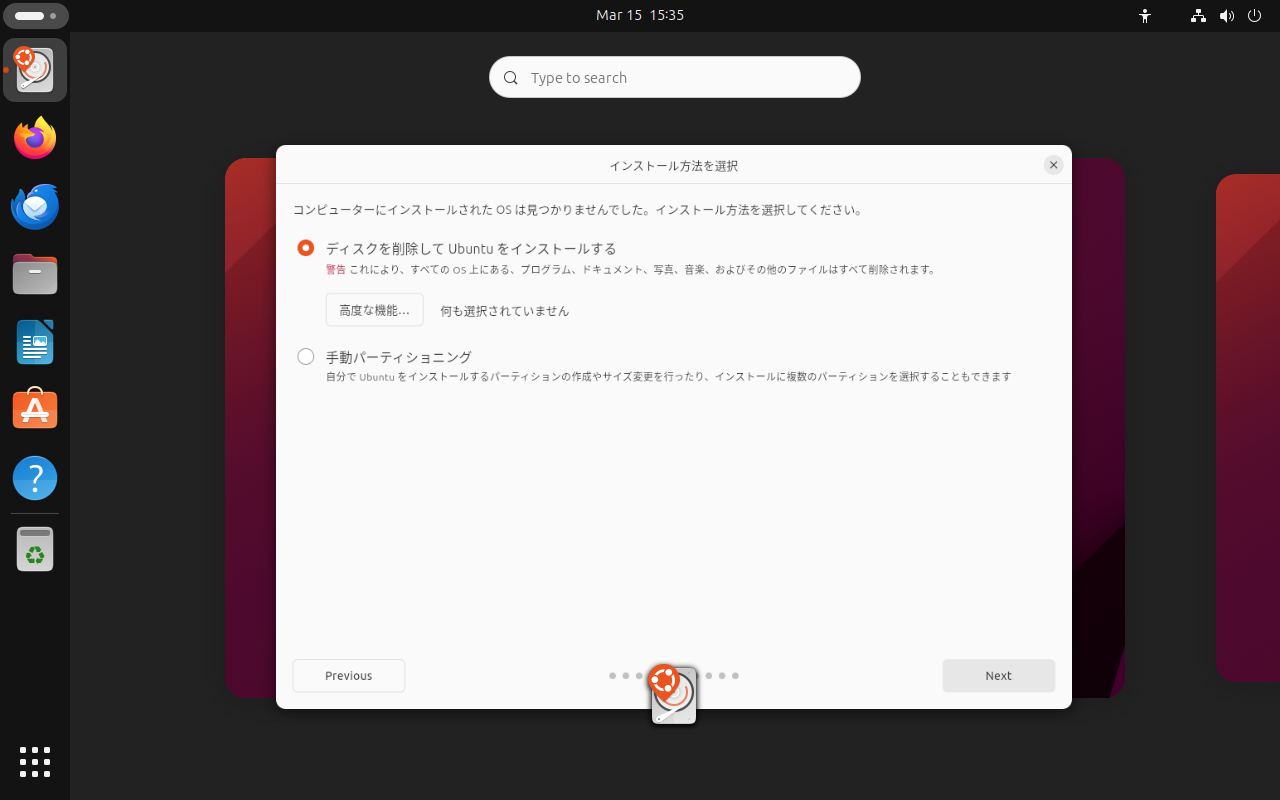 Mar 15 15:35
Type to search
インストール方法を選択
コンピューターにインストールされた OS は見つかりませんでした。インストール方法を選択してください。
ディスクを削除して Ubuntu をインストールする
警告 これにより、すべての OS 上にある、プログラム、ドキュメント、写真、音楽、およびその他のファイルはすべて削除されます。
高度な機能... 何も選択されていません
手動パーティショニング
自分で Ubuntu をインストールするパーティションの作成やサイズ変更を行ったり、インストールに複数のパーティションを選択することもできます
Previous
Next